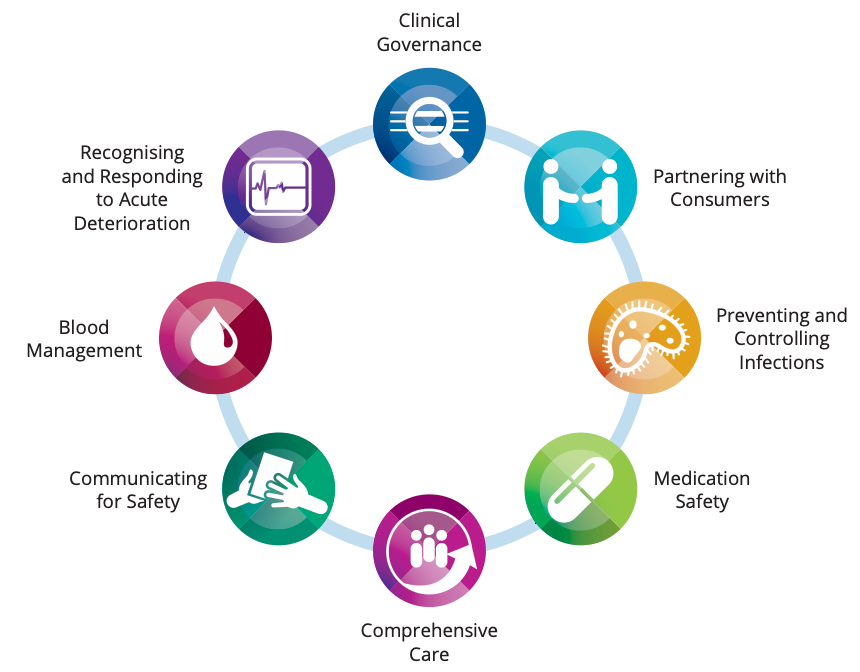 Clinical
Governance
Partnering with
Consumers
Preventing and
Controlling
Infections
Medication
Safety
Comprehensive
Care
Communicating
for Safety
Blood
Management
Recognising
and Responding
to Acute
Deterioration